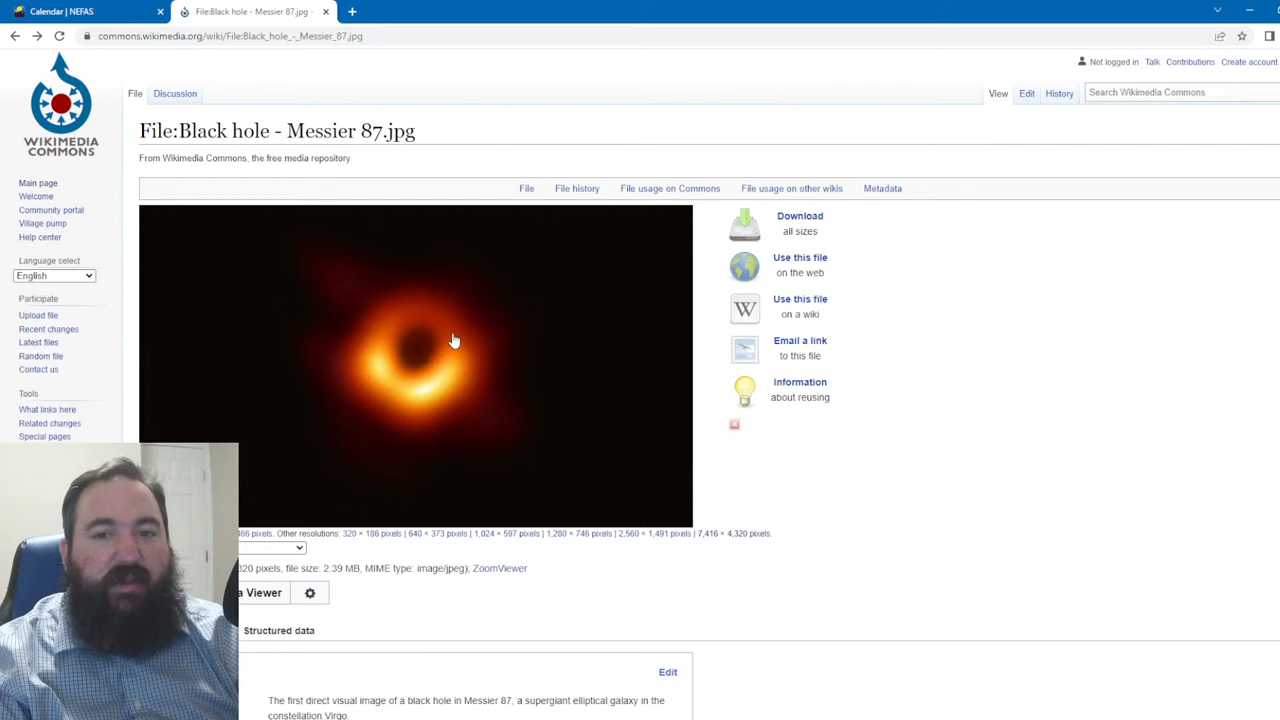 Calendar | NEFAS
File:Black hole - Messier 87.jpg -
commons.wikimedia.org/wiki/File:Black_hole_-_Messier_87.jpg
Not logged in Talk Contributions Create account
File Discussion
View Edit History
Search Wikimedia Commons
WIKIMEDIA
COMMONS
File:Black hole - Messier 87.jpg
From Wikimedia Commons, the free media repository
File File history File usage on Commons File usage on other wikis Metadata
Main page
Welcome
Community portal
Village pump
Help center
Language select
English
Participate
Upload file
Recent changes
Latest files
Random file
Contact us
Tools
What links here
Related changes
Special pages
Download
all sizes
Use this file
on the web
W
Use this file
on a wiki
Email a link
to this file
Information
about reusing
466 pixels. Other resolutions: 320 × 186 pixels | 640 × 373 pixels | 1,024 × 597 pixels | 1,280 × 746 pixels | 2,560 × 1,491 pixels | 7,416 × 4,320 pixels.
320 pixels, file size: 2.39 MB, MIME type: image/jpeg); ZoomViewer
a Viewer
Structured data
Edit
The first direct visual image of a black hole in Messier 87, a supergiant elliptical galaxy in the
constellation Virgo.